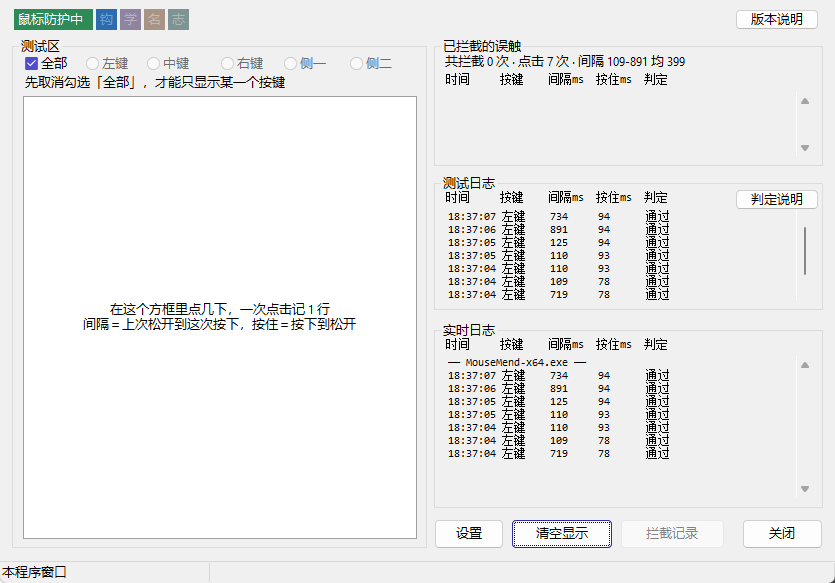 鼠标防护中 钩 学 名 志
版本说明
测试区
全部 左键 中键 右键 侧一 侧二
先取消勾选「全部」，才能只显示某一个按键
在这个方框里点几下，一次点击记 1 行
间隔 = 上次松开到这次按下，按住 = 按下到松开
已拦截的误触
共拦截 0 次 · 点击 7 次 · 间隔 109-891 均 399
时间 按键 间隔ms 按住ms 判定
测试日志
时间 按键 间隔ms 按住ms 判定
判定说明
18:37:07 左键 734 94 通过
18:37:06 左键 891 94 通过
18:37:05 左键 125 94 通过
18:37:05 左键 110 93 通过
18:37:04 左键 110 93 通过
18:37:04 左键 109 78 通过
18:37:04 左键 719 78 通过
实时日志
时间 按键 间隔ms 按住ms 判定
── MouseMend-x64.exe ──
18:37:07 左键 734 94 通过
18:37:06 左键 891 94 通过
18:37:05 左键 125 94 通过
18:37:05 左键 110 93 通过
18:37:04 左键 110 93 通过
18:37:04 左键 109 78 通过
18:37:04 左键 719 78 通过
设置 清空显示 拦截记录 关闭
本程序窗口